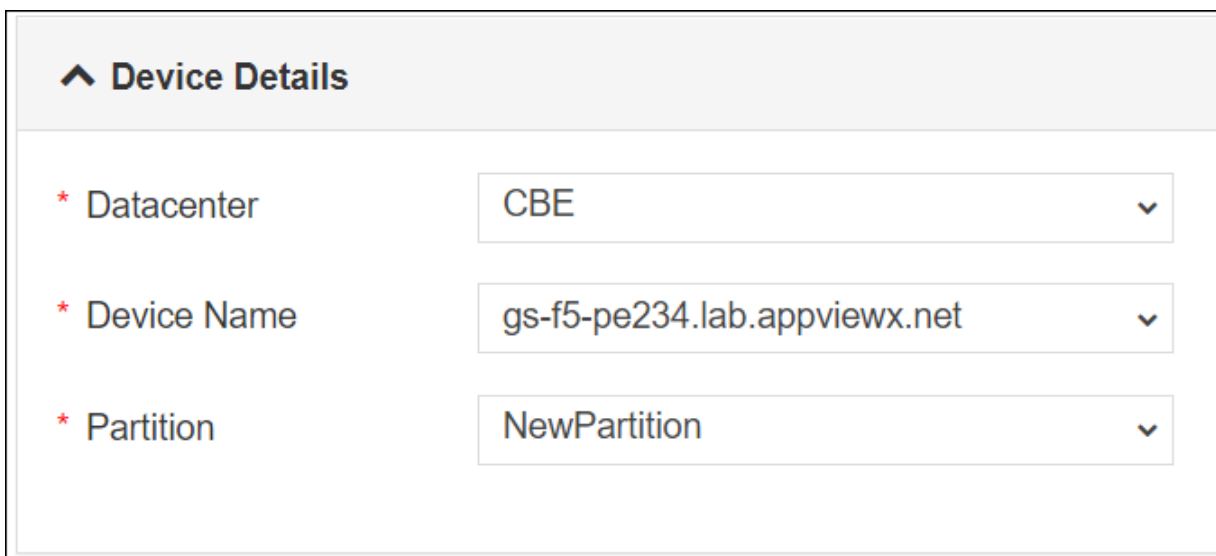 Device Details
* Datacenter CBE
* Device Name gs-f5-pe234.lab.appviewx.net
* Partition NewPartition